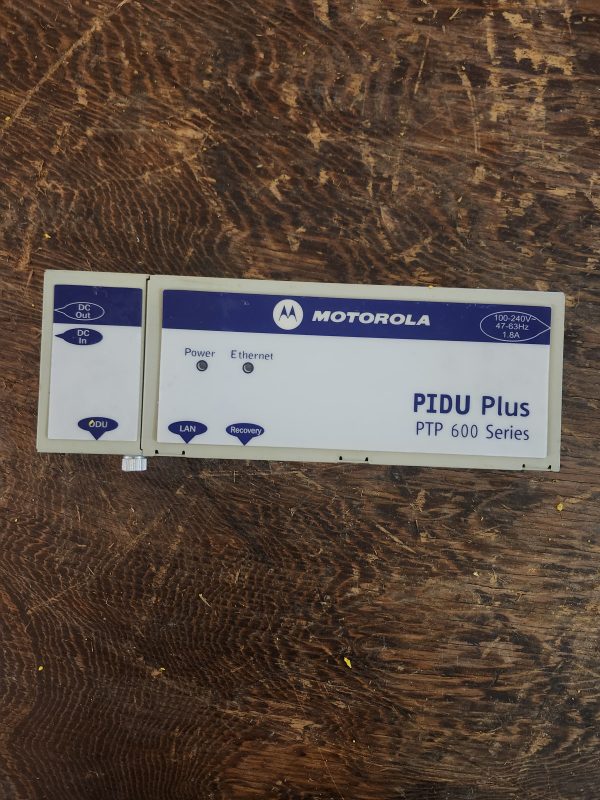 DC
Out
DC
In
ODU
MOTOROLA
100-240V~
47-63Hz
1.8A
Power
Ethernet
PIDU Plus
PTP 600 Series
LAN
Recovery